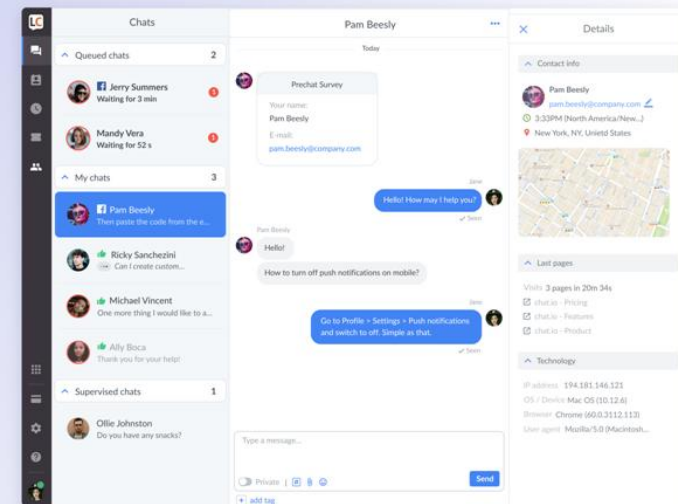 LC
Chats
Queued chats 2
Jerry Summers
Waiting for 3 min
1
Mandy Vera
Waiting for 52 s
1
My chats 3
Pam Beesly
Then paste the code from the e...
Ricky Sanchezini
Can I create custom...
Michael Vincent
One more thing I would like to a...
Ally Boca
Thank you for your help!
Supervised chats 1
Ollie Johnston
Do you have any snacks?
Pam Beesly
Today
Prechat Survey
Your name:
Pam Beesly
E-mail:
pam.beesly@company.com
Jane
Hello! How may I help you?
Seen
Pam Beesly
Hello!
How to turn off push notifications on mobile?
Jane
Go to Profile > Settings > Push notifications
and switch to off. Simple as that.
Seen
Type a message...
Private
#
Send
+ add tag
Details
Contact info
Pam Beesly
pam.beesly@company.com
3:33PM (North America/New...)
New York, NY, Unietd States
Last pages
Visits 3 pages in 20m 34s
chat.io - Pricing
chat.io - Features
chat.io - Product
Technology
IP address 194.181.146.121
OS / Device Mac OS (10.12.6)
Browser Chrome (60.0.3112.113)
User agent Mozilla/5.0 (Macintosh...